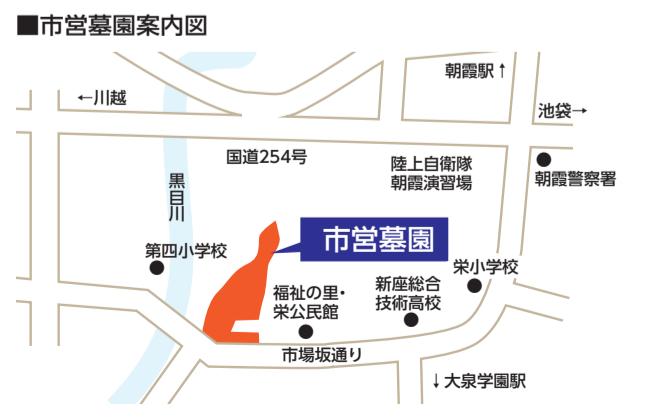 ■市営墓園案内図
朝霞駅↑
←川越
池袋→
国道254号
陸上自衛隊
朝霞演習場
朝霞警察署
黒目川
市営墓園
第四小学校
栄小学校
福祉の里・
栄公民館
新座総合
技術高校
市場坂通り
↓大泉学園駅